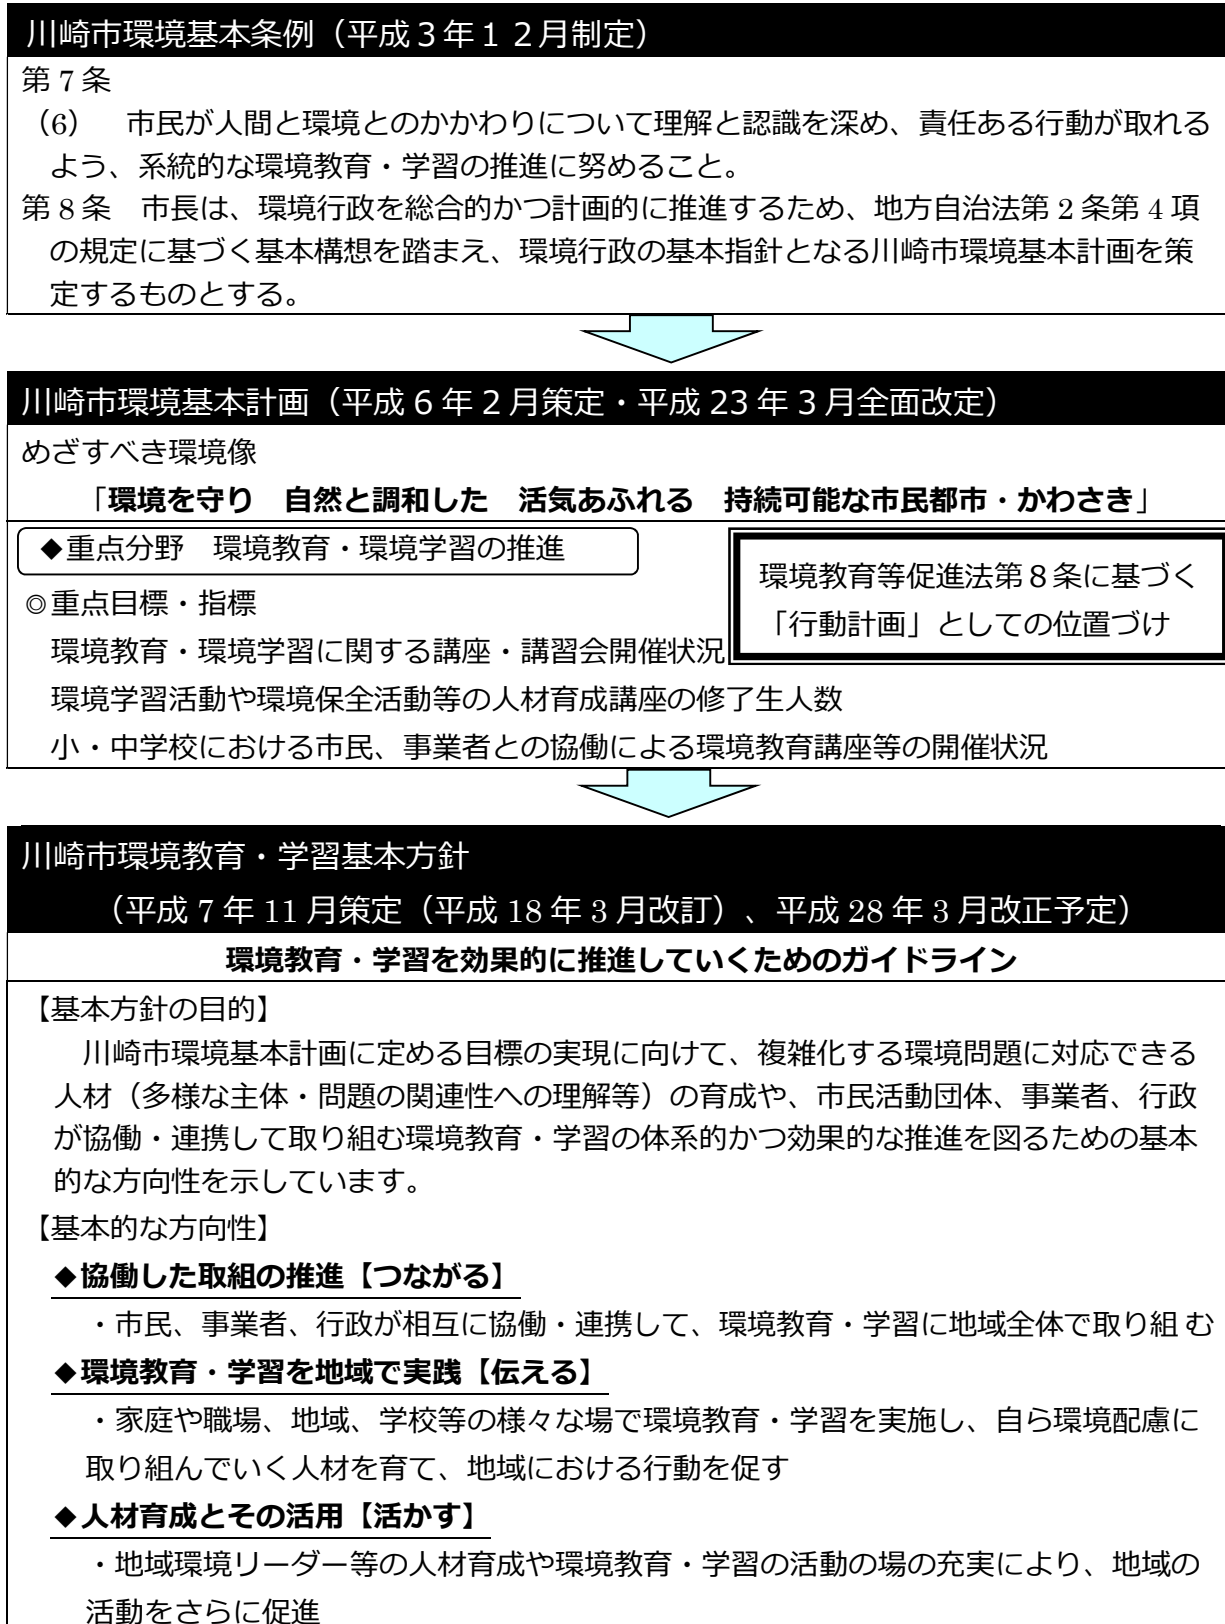 川崎市環境基本条例（平成３年１２月制定）
第7条
（6）　市民が人間と環境とのかかわりについて理解と認識を深め、責任ある行動が取れる
よう、系統的な環境教育・学習の推進に努めること。
第8条　市長は、環境行政を総合的かつ計画的に推進するため、地方自治法第2条第4項
の規定に基づく基本構想を踏まえ、環境行政の基本指針となる川崎市環境基本計画を策
定するものとする。
川崎市環境基本計画（平成６年２月策定・平成23年３月全面改定）
めざすべき環境像
「環境を守り　自然と調和した　活気あふれる　持続可能な市民都市・かわさき」
◆重点分野　環境教育・環境学習の推進
環境教育等促進法第８条に基づく
「行動計画」としての位置づけ
◎重点目標・指標
環境教育・環境学習に関する講座・講習会開催状況
環境学習活動や環境保全活動等の人材育成講座の修了生人数
小・中学校における市民、事業者との協働による環境教育講座等の開催状況
川崎市環境教育・学習基本方針
（平成7年11月策定（平成18年3月改訂）、平成28年3月改正予定）
環境教育・学習を効果的に推進していくためのガイドライン
【基本方針の目的】
川崎市環境基本計画に定める目標の実現に向けて、複雑化する環境問題に対応できる
人材（多様な主体・問題の関連性への理解等）の育成や、市民活動団体、事業者、行政
が協働・連携して取り組む環境教育・学習の体系的かつ効果的な推進を図るための基本
的な方向性を示しています。
【基本的な方向性】
◆協働した取組の推進【つながる】
・市民、事業者、行政が相互に協働・連携して、環境教育・学習に地域全体で取り組む
◆環境教育・学習を地域で実践【伝える】
・家庭や職場、地域、学校等の様々な場で環境教育・学習を実施し、自ら環境配慮に
取り組んでいく人材を育て、地域における行動を促す
◆人材育成とその活用【活かす】
・地域環境リーダー等の人材育成や環境教育・学習の活動の場の充実により、地域の
活動をさらに促進